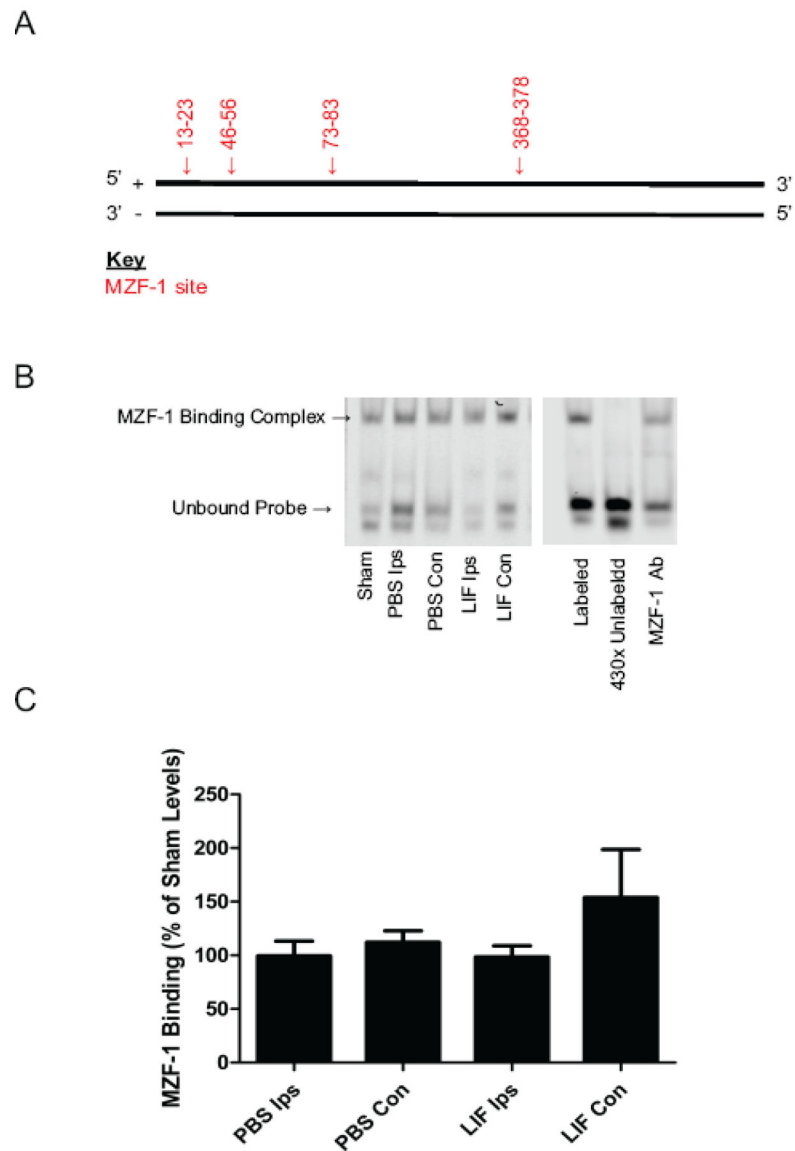 A
← 13-23
← 46-56
← 73-83
← 368-378
5' + 3'
3' - 5'
Key
MZF-1 site
B
MZF-1 Binding Complex →
Unbound Probe →
Sham
PBS Ips
PBS Con
LIF Ips
LIF Con
Labeled
430x Unlabeldd
MZF-1 Ab
C
MZF-1 Binding (% of Sham Levels)
250
200
150
100
50
0
PBS Ips
PBS Con
LIF Ips
LIF Con